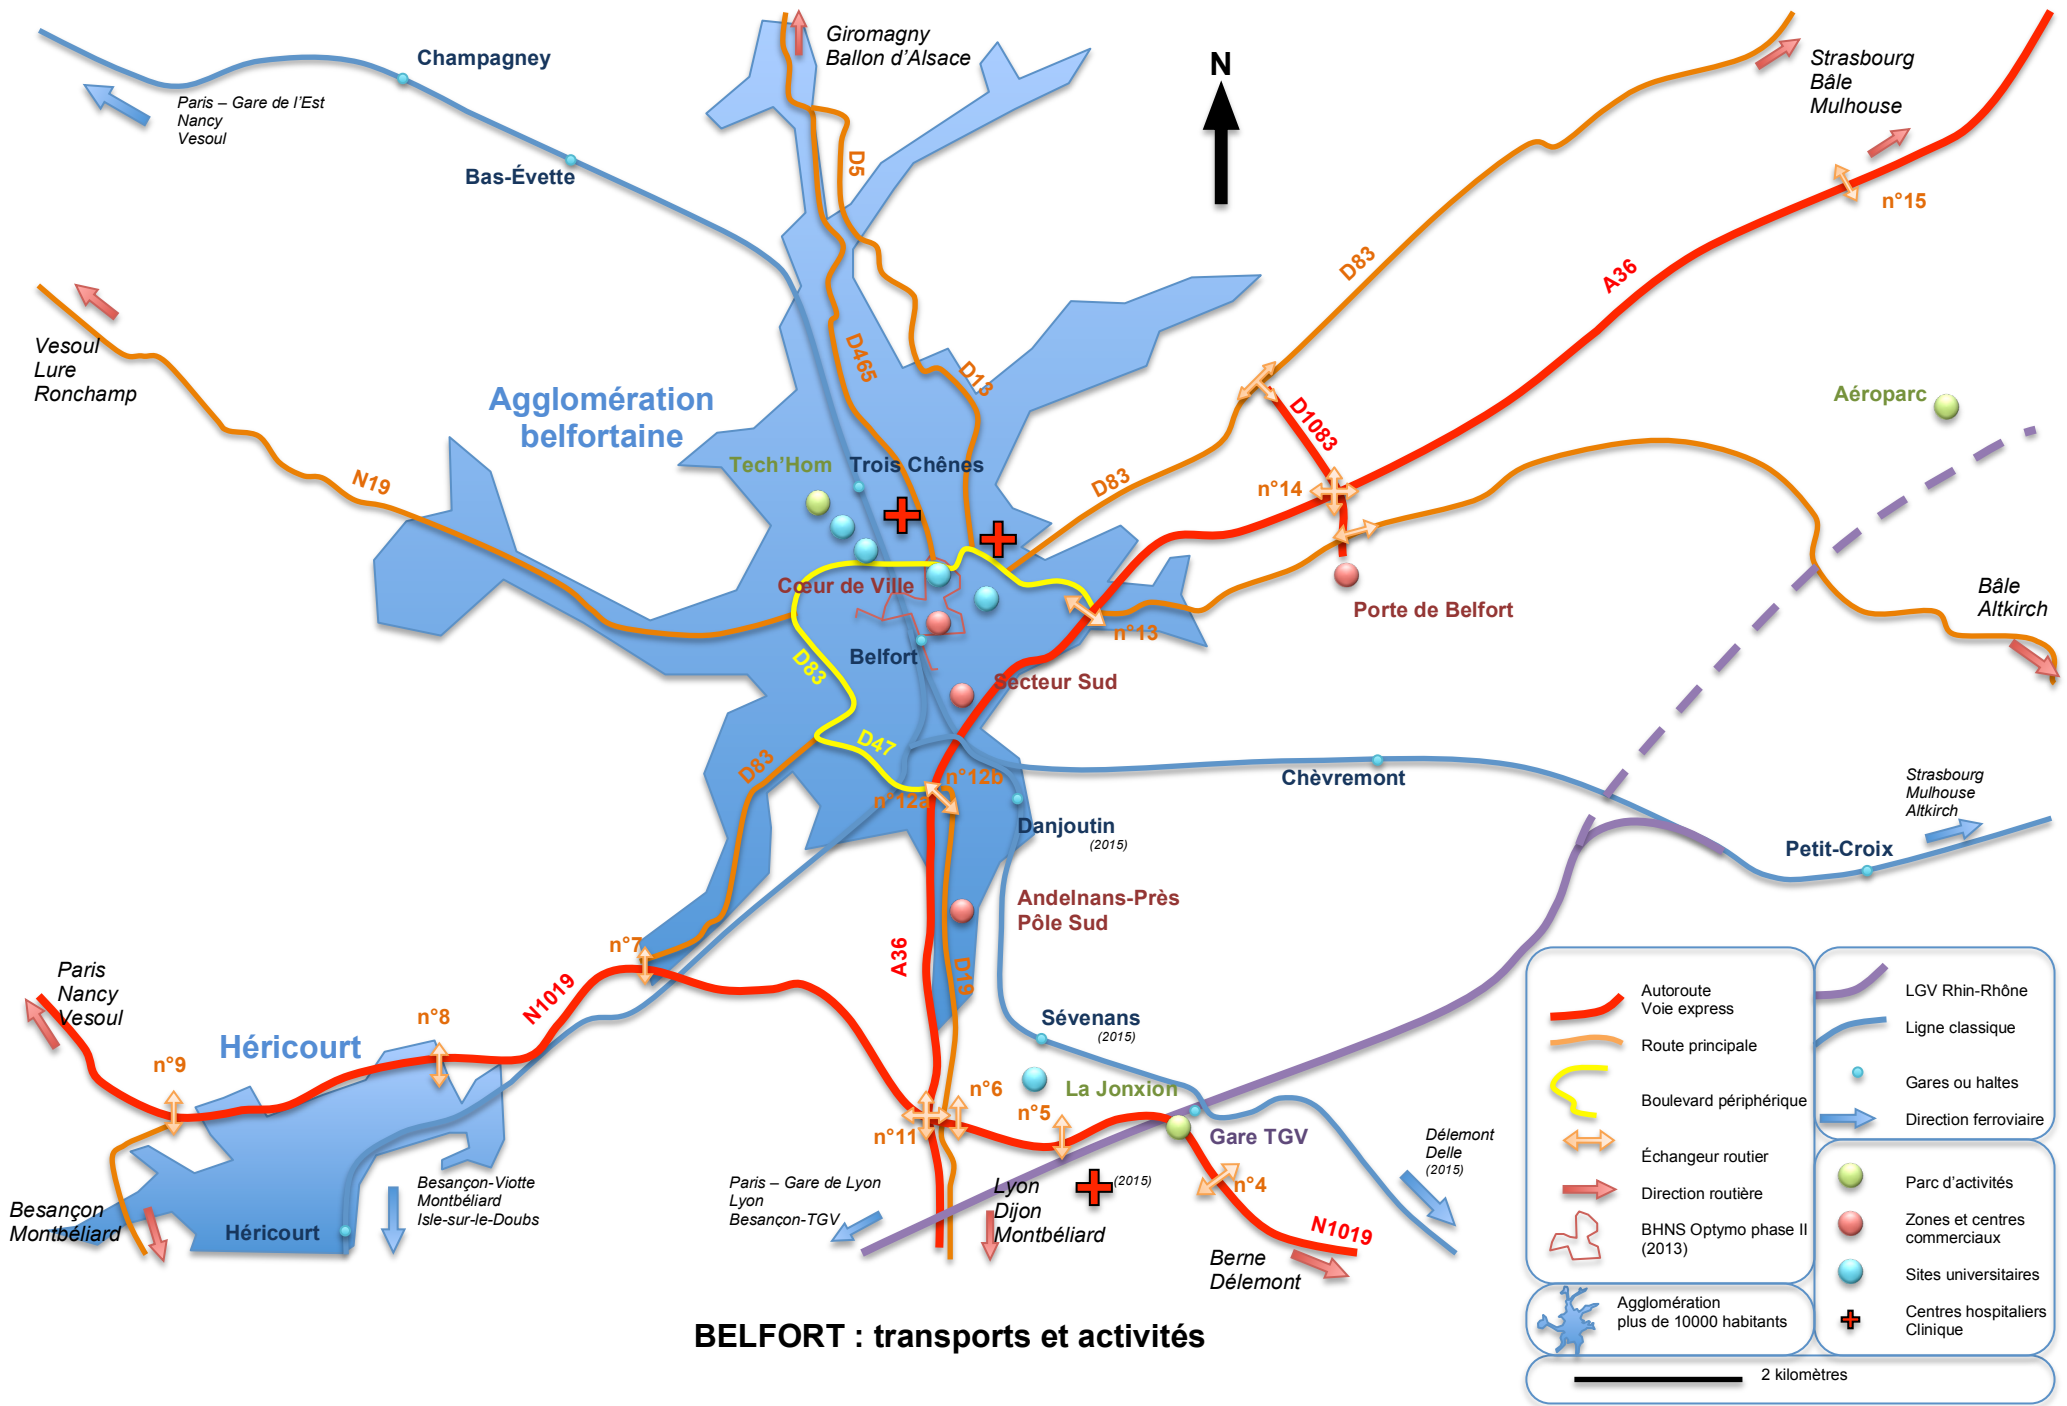 Giromagny
Ballon d'Alsace
Champagney
Paris – Gare de l'Est
Nancy
Vesoul
Bas-Évette
N
Strasbourg
Bâle
Mulhouse
n°15
D5
D83
A36
Vesoul
Lure
Ronchamp
D465
D13
Agglomération
belfortaine
Aéroparc
D1083
Tech'Hom
Trois Chênes
N19
D83
n°14
Cœur de Ville
Porte de Belfort
Bâle
Altkirch
n°13
Belfort
D83
Secteur Sud
D47
D83
n°12b
n°12a
Chèvremont
Strasbourg
Mulhouse
Altkirch
Danjoutin
(2015)
Petit-Croix
Andelnans-Près
Pôle Sud
n°7
A36
D19
Paris
Nancy
Vesoul
N1019
n°8
Héricourt
n°9
Sévenans
(2015)
La Jonxion
n°6
n°5
n°11
Gare TGV
Délemont
Delle
(2015)
Besançon
Montbéliard
Héricourt
Besançon-Viotte
Montbéliard
Isle-sur-le-Doubs
Paris – Gare de Lyon
Lyon
Besançon-TGV
Lyon
Dijon
Montbéliard
(2015)
n°4
N1019
Berne
Délemont
BELFORT : transports et activités
Autoroute
Voie express
Route principale
Boulevard périphérique
Échangeur routier
Direction routière
BHNS Optymo phase II
(2013)
Agglomération
plus de 10000 habitants
LGV Rhin-Rhône
Ligne classique
Gares ou haltes
Direction ferroviaire
Parc d'activités
Zones et centres
commerciaux
Sites universitaires
Centres hospitaliers
Clinique
2 kilomètres